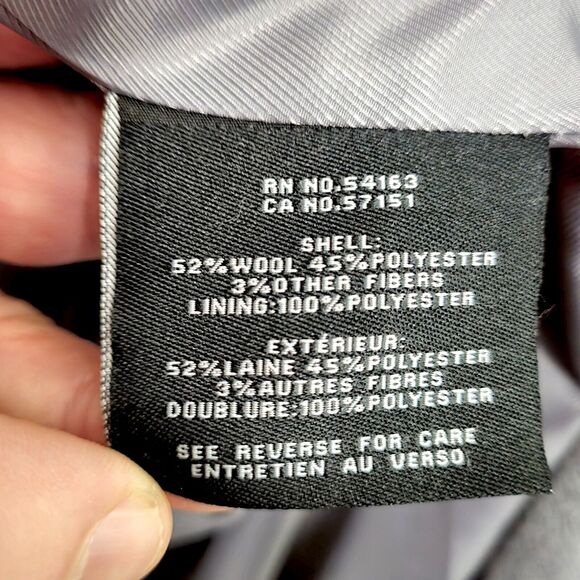 RN NO.54163
CA NO.57151
SHELL:
52%WOOL 45%POLYESTER
3%OTHER FIBERS
LINING:100%POLYESTER
EXTÉRIEUR:
52%LAINE 45%POLYESTER
3%AUTRES FIBRES
DOUBLURE:100%POLYESTER
SEE REVERSE FOR CARE
ENTRETIEN AU VERSO